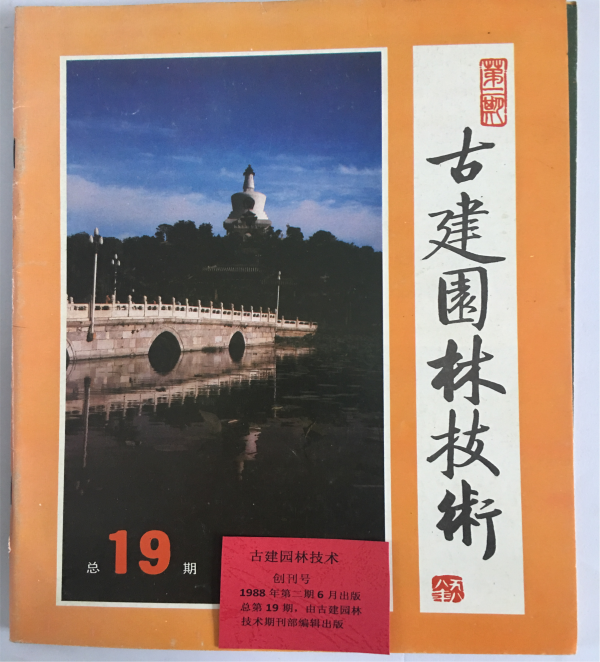 古建園林技術
总 19 期
古建园林技术
创刊号
1988 年第二期 6 月出版
总第 19 期，由古建园林
技术期刊部编辑出版